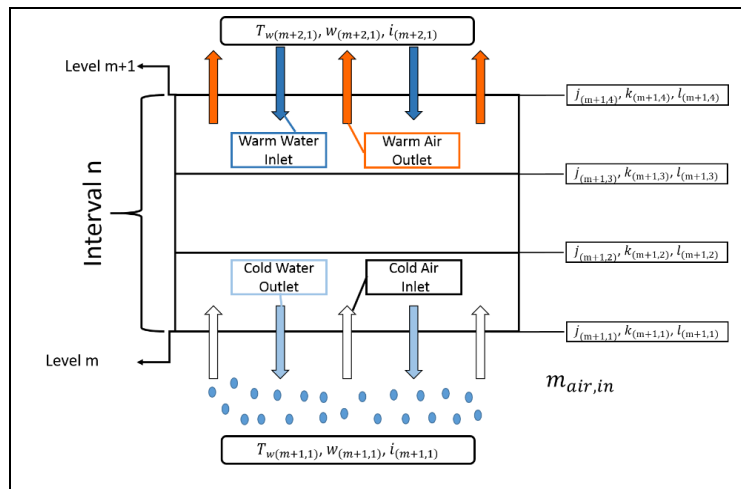 T_w(m+2,1), w_(m+2,1), i_(m+2,1)
Level m+1
j_(m+1,4), k_(m+1,4), l_(m+1,4)
Warm Water
Inlet
Warm Air
Outlet
j_(m+1,3), k_(m+1,3), l_(m+1,3)
Interval n
j_(m+1,2), k_(m+1,2), l_(m+1,2)
Cold Water
Outlet
Cold Air
Inlet
j_(m+1,1), k_(m+1,1), l_(m+1,1)
Level m
m_air,in
T_w(m+1,1), w_(m+1,1), i_(m+1,1)